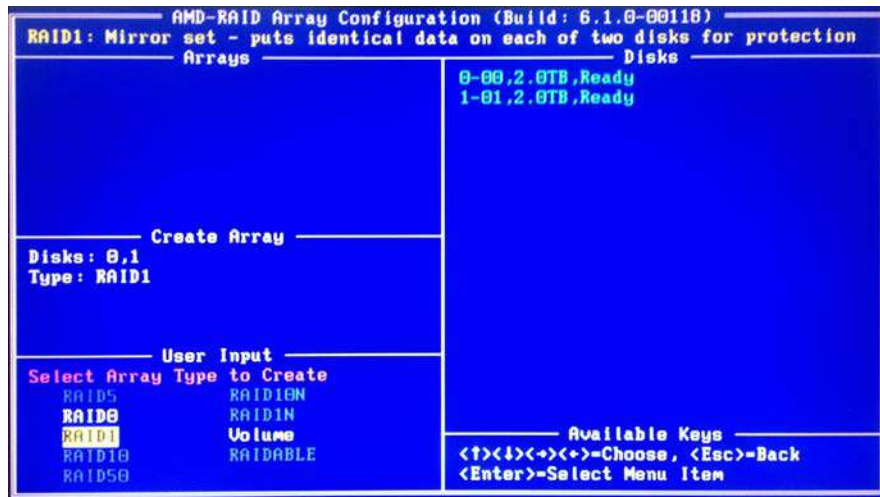 AMD-RAID Array Configuration (Build: 6.1.0-00118)
RAID1: Mirror set - puts identical data on each of two disks for protection
Arrays
Disks
0-00,2.0TB,Ready
1-01,2.0TB,Ready
Create Array
Disks: 0,1
Type: RAID1
User Input
Select Array Type to Create
RAID5 RAID10N
RAID0 RAID1N
RAID1 Volume
RAID10 RAIDABLE
RAID50
Available Keys
<↑><↓><→><←>=Choose, <Esc>=Back
<Enter>=Select Menu Item